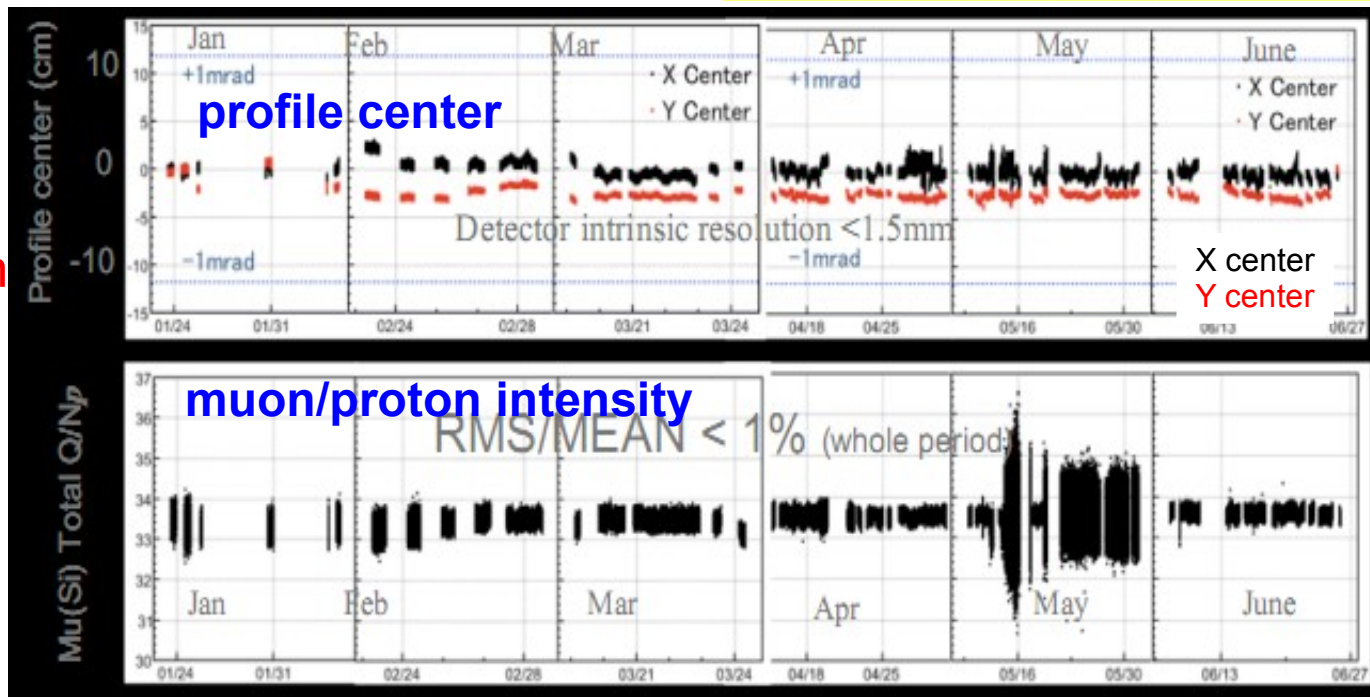 Jan Feb Mar Apr May June
+1mrad +1mrad
profile center
· X Center
· Y Center
· X Center
· Y Center
Profile center (cm)
10
0
-10
15
10
5
0
-5
-10
-15
Detector intrinsic resolution <1.5mm
-1mrad -1mrad
X center
Y center
01/24 01/31 02/24 02/28 03/21 03/24 04/18 04/25 05/16 05/30 06/13 06/27
muon/proton intensity
RMS/MEAN < 1% (whole period)
Mu(Si) Total Q/Np
37
36
35
34
33
32
31
30
Jan Feb Mar Apr May June
01/24 01/31 02/24 02/28 03/21 03/24 04/18 04/25 05/16 05/30 06/13 06/27